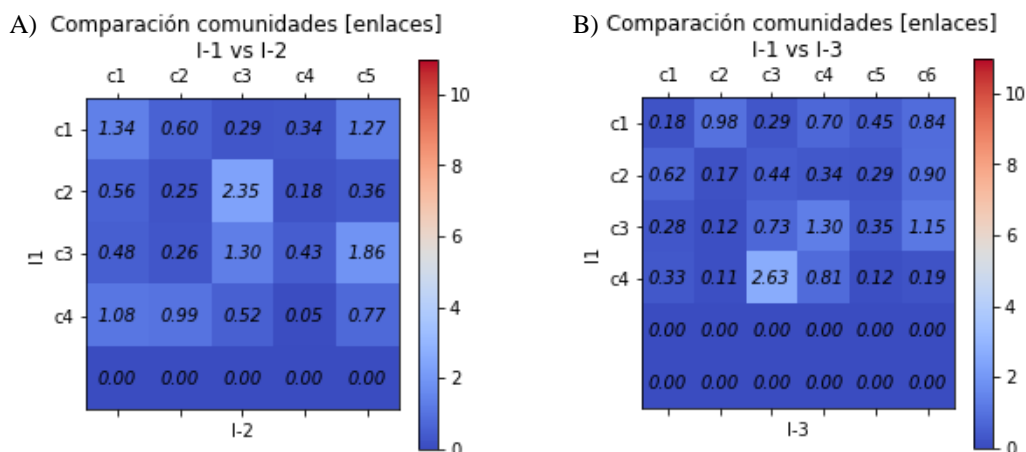 A) Comparación comunidades [enlaces]
I-1 vs I-2
c1 c2 c3 c4 c5
c1 1.34 0.60 0.29 0.34 1.27
c2 0.56 0.25 2.35 0.18 0.36
c3 0.48 0.26 1.30 0.43 1.86
c4 1.08 0.99 0.52 0.05 0.77
0.00 0.00 0.00 0.00 0.00
I1
I-2
10
8
6
4
2
0
B) Comparación comunidades [enlaces]
I-1 vs I-3
c1 c2 c3 c4 c5 c6
c1 0.18 0.98 0.29 0.70 0.45 0.84
c2 0.62 0.17 0.44 0.34 0.29 0.90
c3 0.28 0.12 0.73 1.30 0.35 1.15
c4 0.33 0.11 2.63 0.81 0.12 0.19
0.00 0.00 0.00 0.00 0.00 0.00
0.00 0.00 0.00 0.00 0.00 0.00
I1
I-3
10
8
6
4
2
0